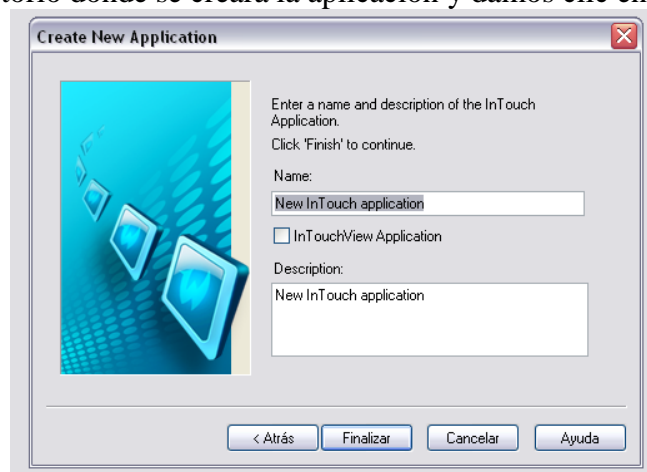 torio donde se creará la aplicación y damos clic en
Create New Application
Enter a name and description of the InTouch
Application.
Click 'Finish' to continue.
Name:
New InTouch application
InTouchView Application
Description:
New InTouch application
< Atrás Finalizar Cancelar Ayuda